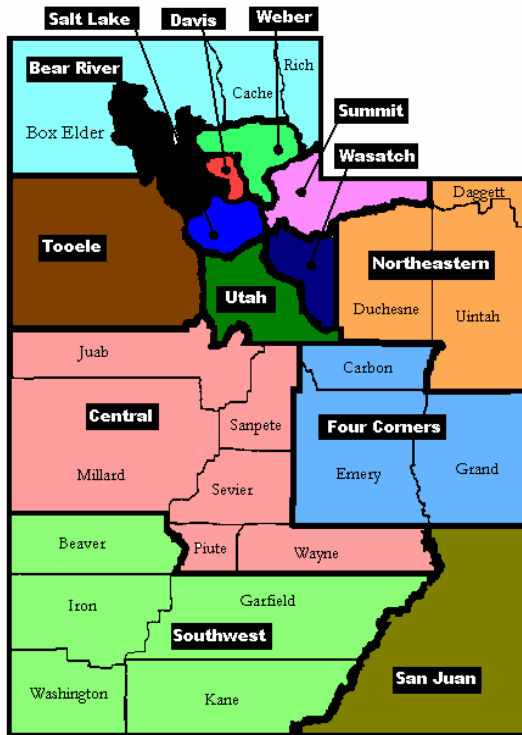 Salt Lake
Davis
Weber
Bear River
Rich
Cache
Summit
Box Elder
Wasatch
Daggett
Tooele
Northeastern
Utah
Duchesne
Uintah
Juab
Carbon
Central
Sanpete
Four Corners
Millard
Emery
Grand
Sevier
Beaver
Piute
Wayne
Iron
Garfield
Southwest
San Juan
Washington
Kane